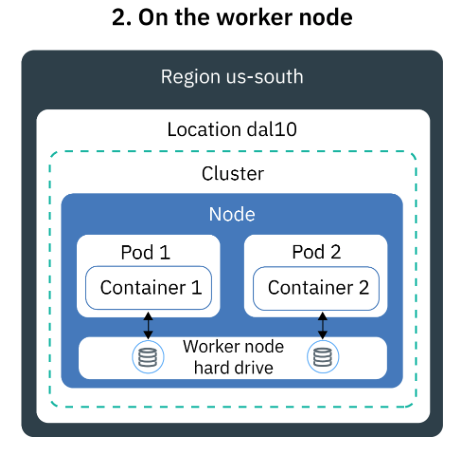 2. On the worker node
Region us-south
Location dal10
Cluster
Node
Pod 1
Container 1
Pod 2
Container 2
Worker node
hard drive